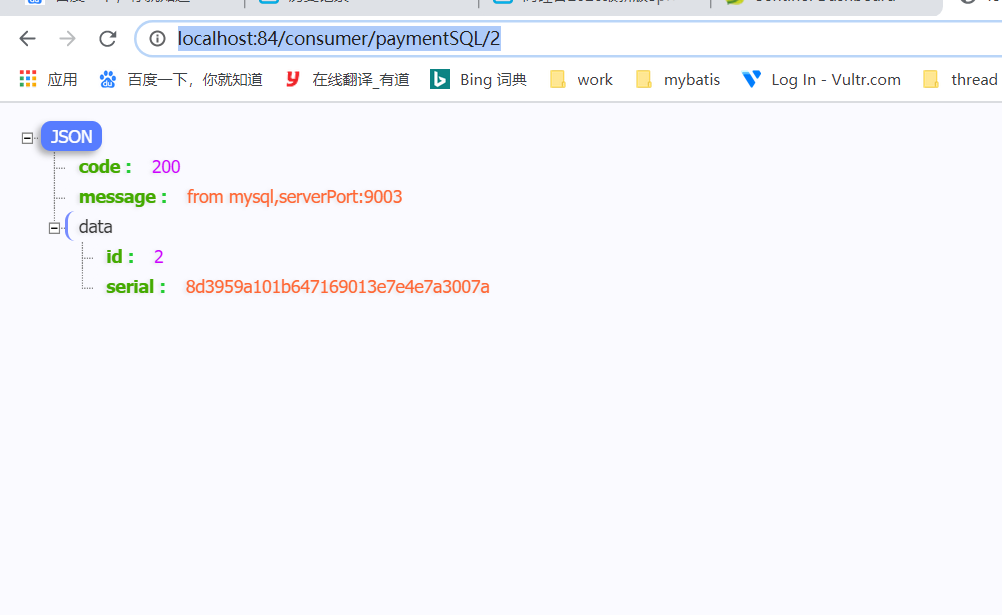 localhost:84/consumer/paymentSQL/2
应用 百度一下，你就知道 在线翻译_有道 Bing 词典 work mybatis Log In - Vultr.com thread
JSON
code : 200
message : from mysql,serverPort:9003
data
id : 2
serial : 8d3959a101b647169013e7e4e7a3007a